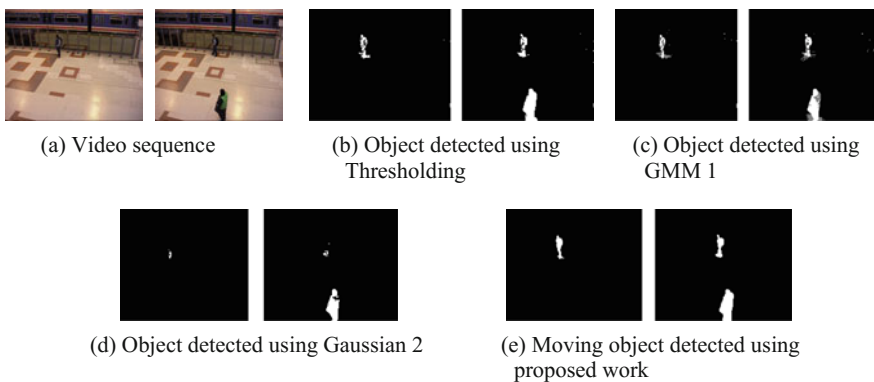 (a) Video sequence
(b) Object detected using
Thresholding
(c) Object detected using
GMM 1
(d) Object detected using Gaussian 2
(e) Moving object detected using
proposed work